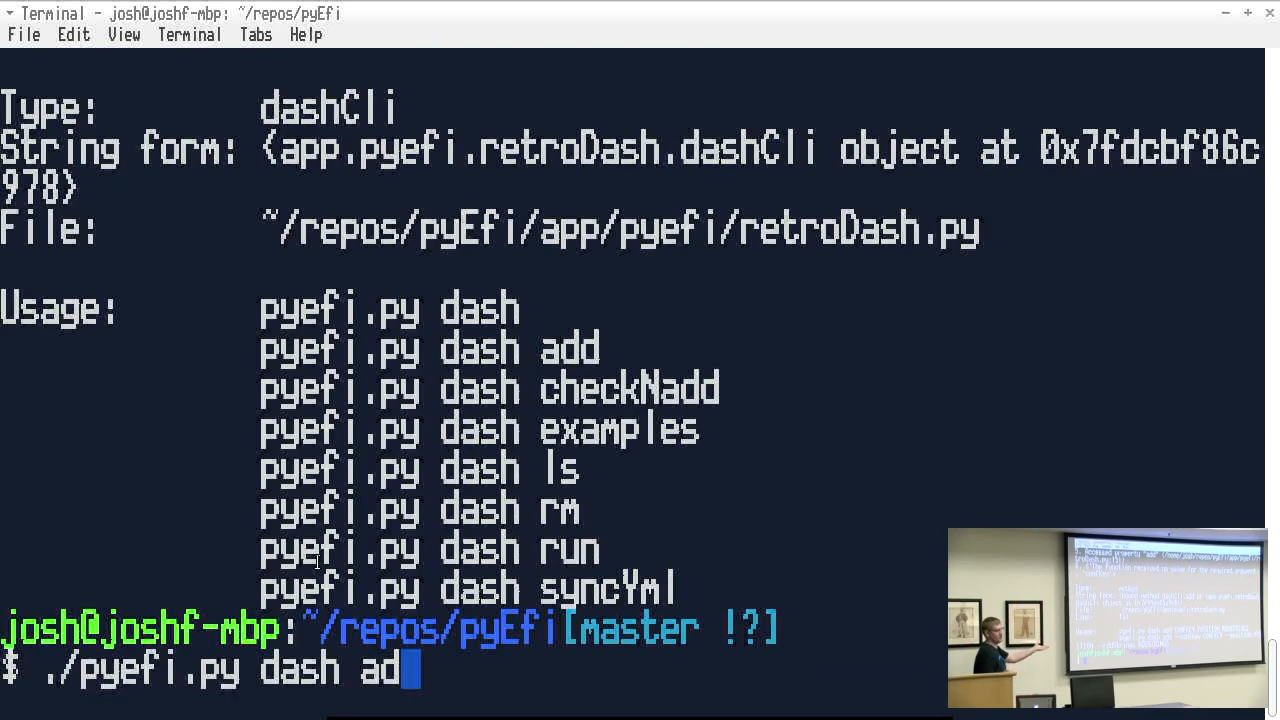 Terminal - josh@joshf-mbp: ~/repos/pyEfi
File Edit View Terminal Tabs Help
Type: dashCli
String form: <app.pyefi.retroDash.dashCli object at 0x7fdcbf86c
978>
File: ~/repos/pyEfi/app/pyefi/retroDash.py
Usage: pyefi.py dash
pyefi.py dash add
pyefi.py dash checkNadd
pyefi.py dash examples
pyefi.py dash ls
pyefi.py dash rm
pyefi.py dash run
pyefi.py dash syncYml
josh@joshf-mbp:~/repos/pyEfi[master !?]
$ ./pyefi.py dash ad